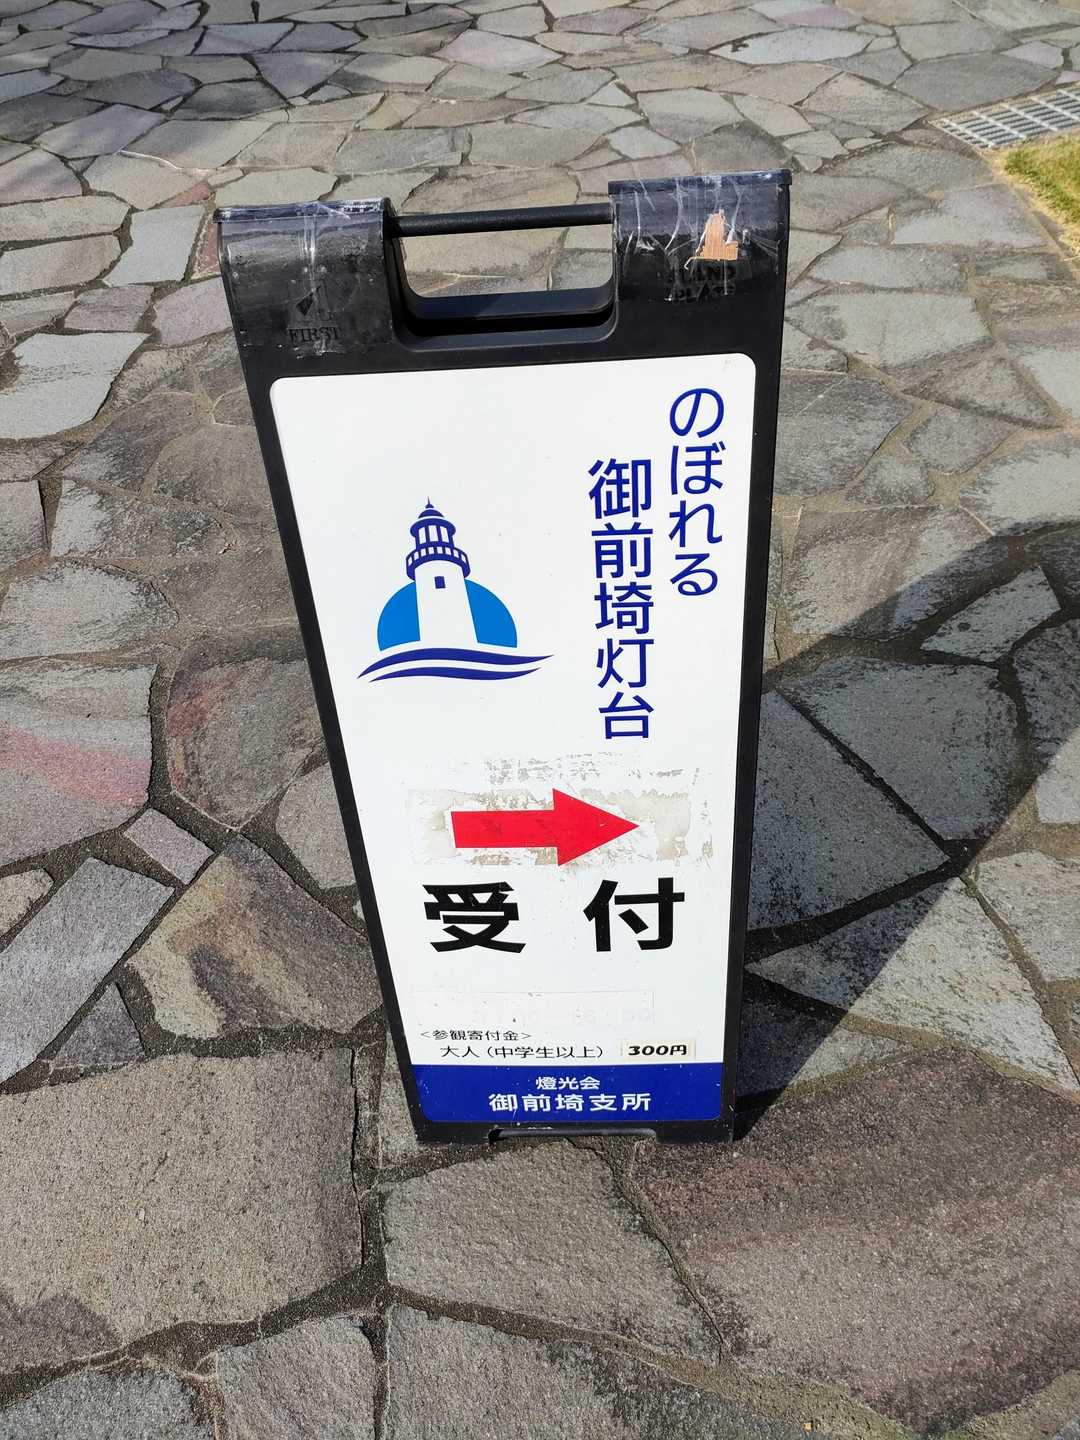 FIRST
のぼれる
御前埼灯台
受付
<参観寄付金>
大人（中学生以上） 300円
燈光会
御前埼支所